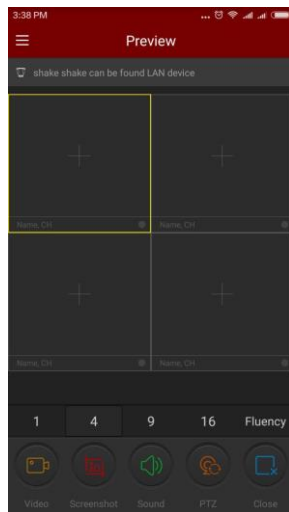 3:38 PM
Preview
shake shake can be found LAN device
Name, CH
Name, CH
Name, CH
Name, CH
1 4 9 16 Fluency
Video Screenshot Sound PTZ Close